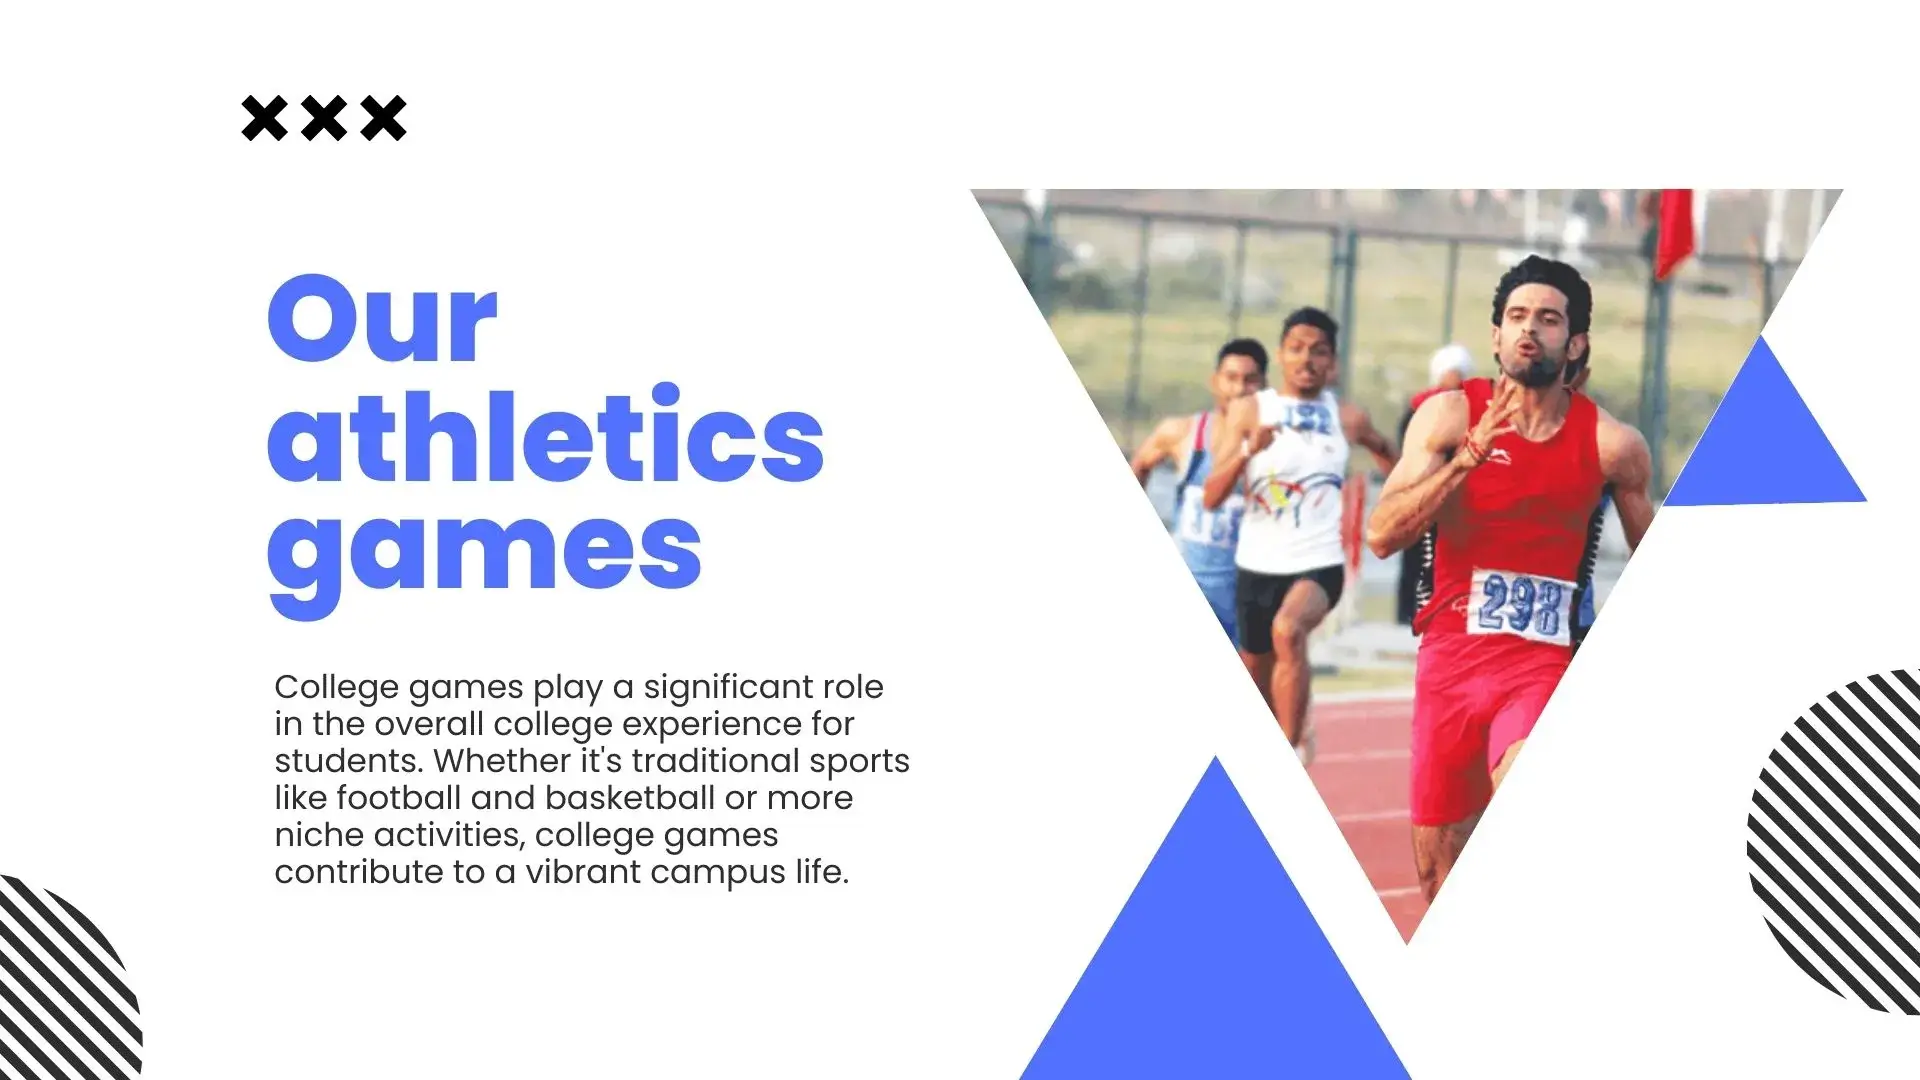 Our
athletics
games
College games play a significant role
in the overall college experience for
students. Whether it's traditional sports
like football and basketball or more
niche activities, college games
contribute to a vibrant campus life.
298